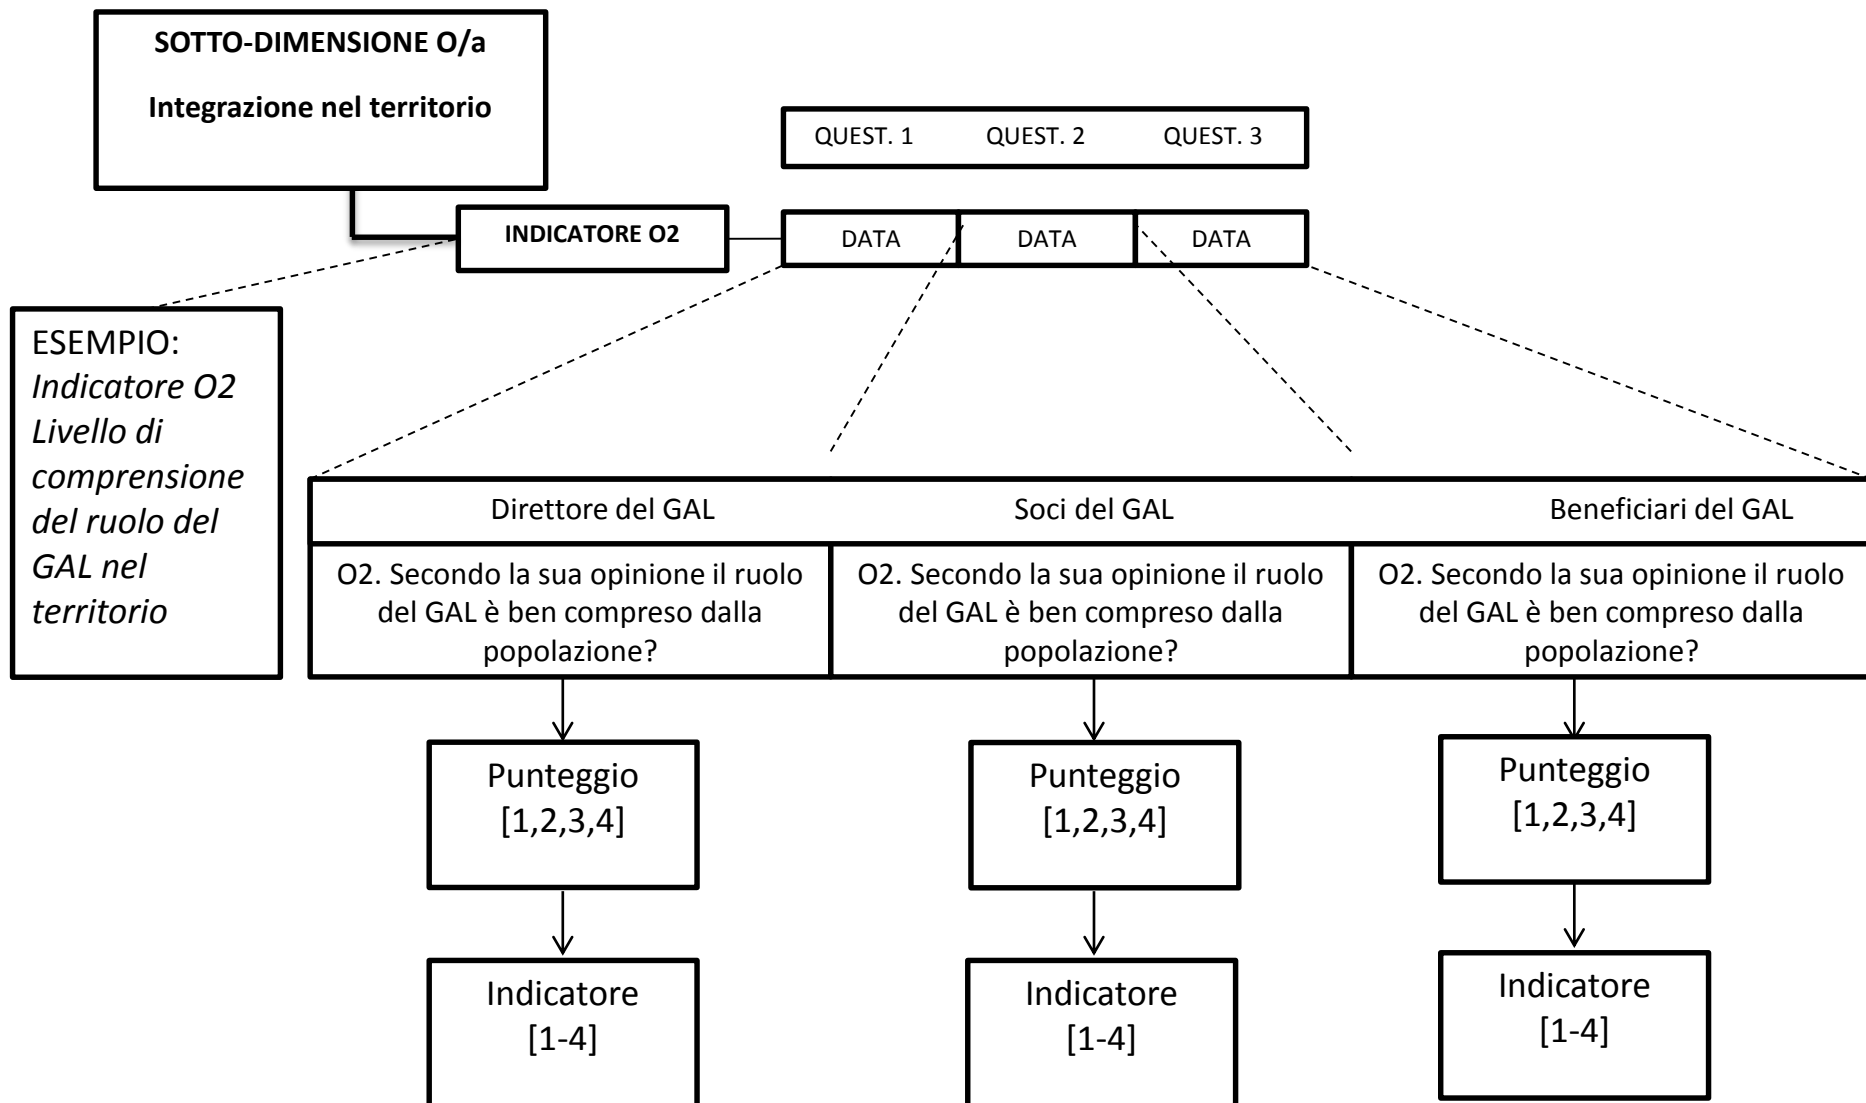 SOTTO-DIMENSIONE O/a
Integrazione nel territorio
QUEST. 1 QUEST. 2 QUEST. 3
INDICATORE O2
DATA DATA DATA
ESEMPIO:
Indicatore O2
Livello di
comprensione
del ruolo del
GAL nel
territorio
Direttore del GAL
Soci del GAL
Beneficiari del GAL
O2. Secondo la sua opinione il ruolo
del GAL è ben compreso dalla
popolazione?
O2. Secondo la sua opinione il ruolo
del GAL è ben compreso dalla
popolazione?
O2. Secondo la sua opinione il ruolo
del GAL è ben compreso dalla
popolazione?
Punteggio
[1,2,3,4]
Punteggio
[1,2,3,4]
Punteggio
[1,2,3,4]
Indicatore
[1-4]
Indicatore
[1-4]
Indicatore
[1-4]